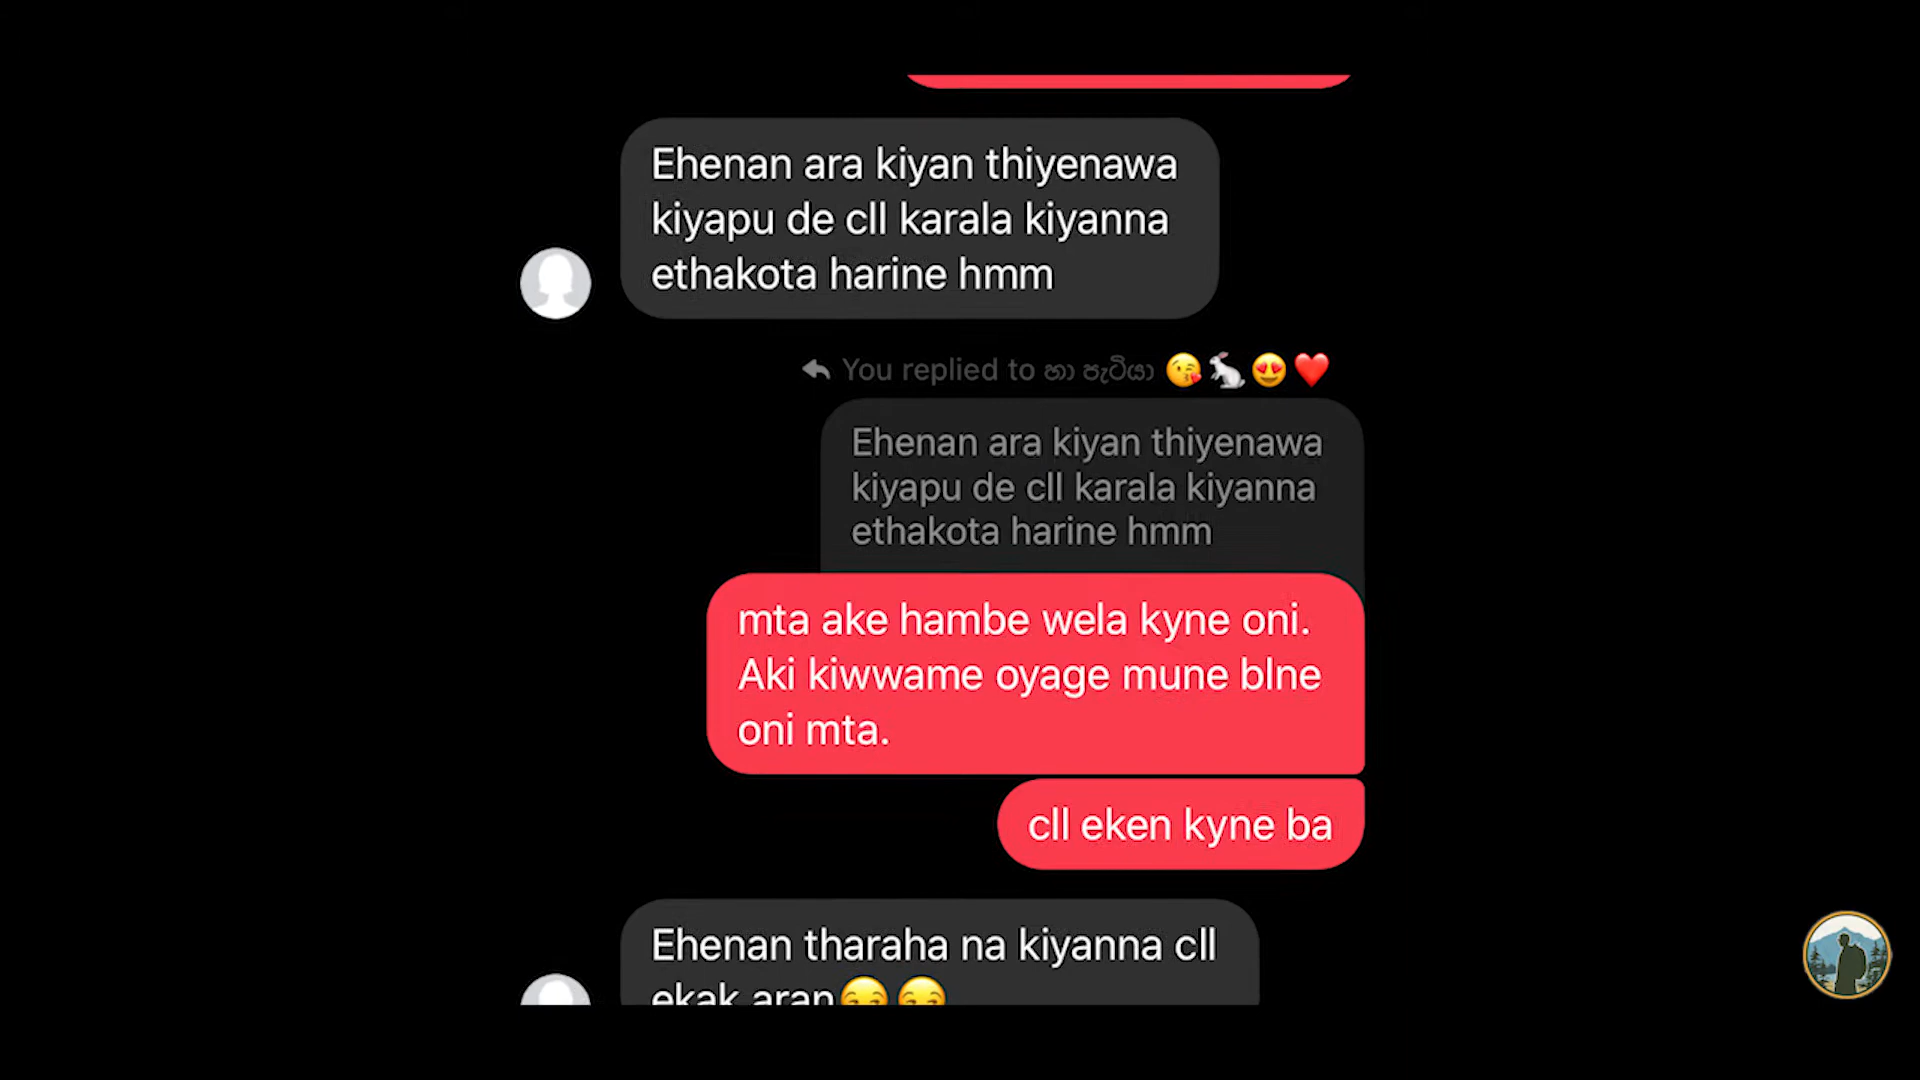 Ehenan ara kiyan thiyenawa
kiyapu de cll karala kiyanna
ethakota harine hmm
You replied to හා පැටියා 😘🐇😍❤️
Ehenan ara kiyan thiyenawa
kiyapu de cll karala kiyanna
ethakota harine hmm
mta ake hambe wela kyne oni.
Aki kiwwame oyage mune blne
oni mta.
cll eken kyne ba
Ehenan tharaha na kiyanna cll
ekak aran😏😏